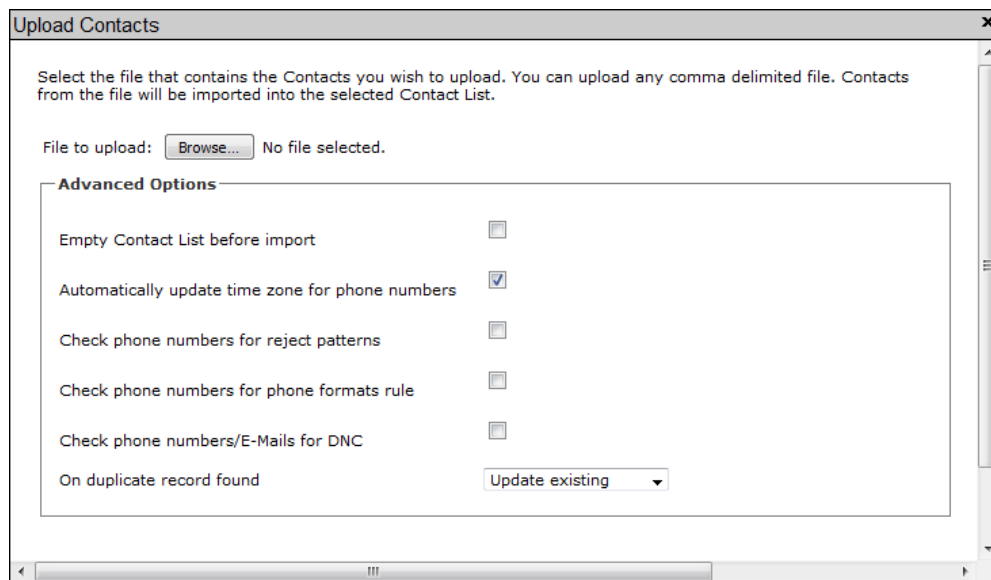 Upload Contacts
Select the file that contains the Contacts you wish to upload. You can upload any comma delimited file. Contacts
from the file will be imported into the selected Contact List.
File to upload: Browse... No file selected.
Advanced Options
Empty Contact List before import
Automatically update time zone for phone numbers
Check phone numbers for reject patterns
Check phone numbers for phone formats rule
Check phone numbers/E-Mails for DNC
On duplicate record found Update existing